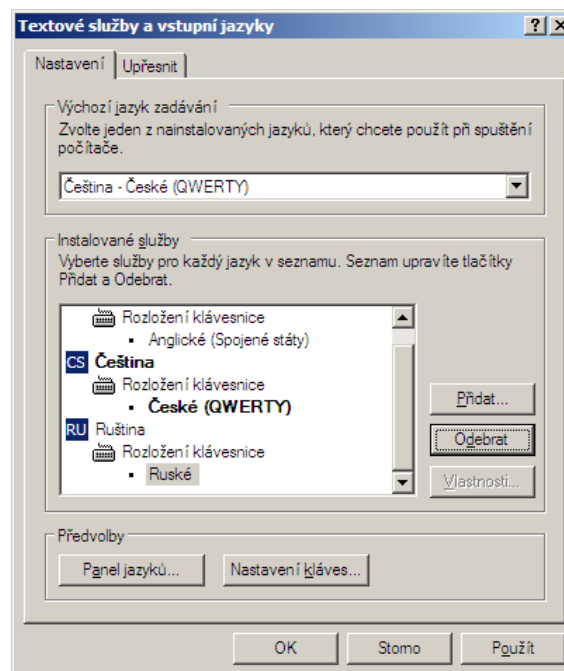 Textové služby a vstupní jazyky
Nastavení
Upřesnit
Výchozí jazyk zadávání
Zvolte jeden z nainstalovaných jazyků, který chcete použít při spuštění
počítače.
Čeština - České (QWERTY)
Instalované služby
Vyberte služby pro každý jazyk v seznamu. Seznam upravíte tlačítky
Přidat a Odebrat.
Rozložení klávesnice
Anglické (Spojené státy)
CS Čeština
Rozložení klávesnice
České (QWERTY)
RU Ruština
Rozložení klávesnice
Ruské
Přidat...
Odebrat
Vlastnosti...
Předvolby
Panel jazyků...
Nastavení kláves...
OK
Storno
Použít